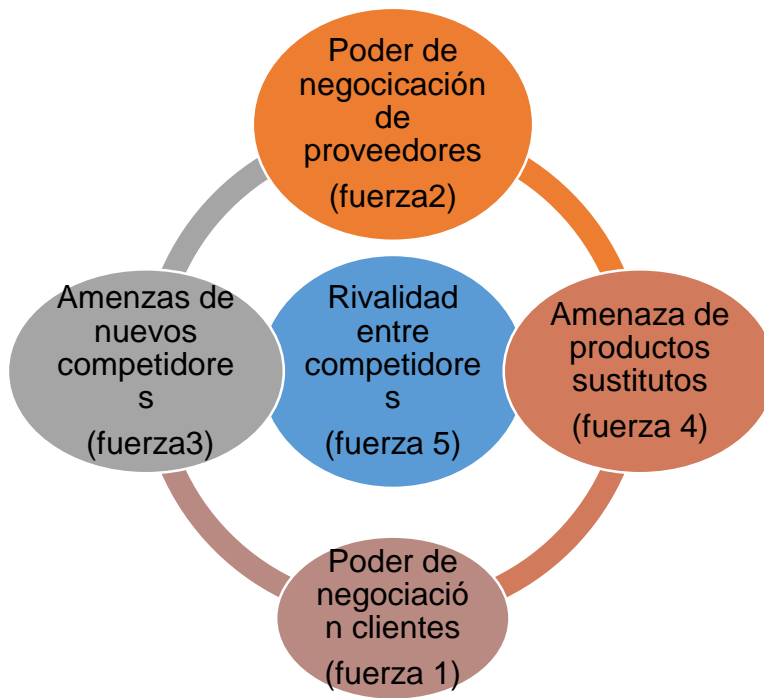 Poder de
negocicación
de
proveedores
(fuerza2)
Amenzas de
nuevos
competidore
s
(fuerza3)
Rivalidad
entre
competidore
s
(fuerza 5)
Amenaza de
productos
sustitutos
(fuerza 4)
Poder de
negociació
n clientes
(fuerza 1)